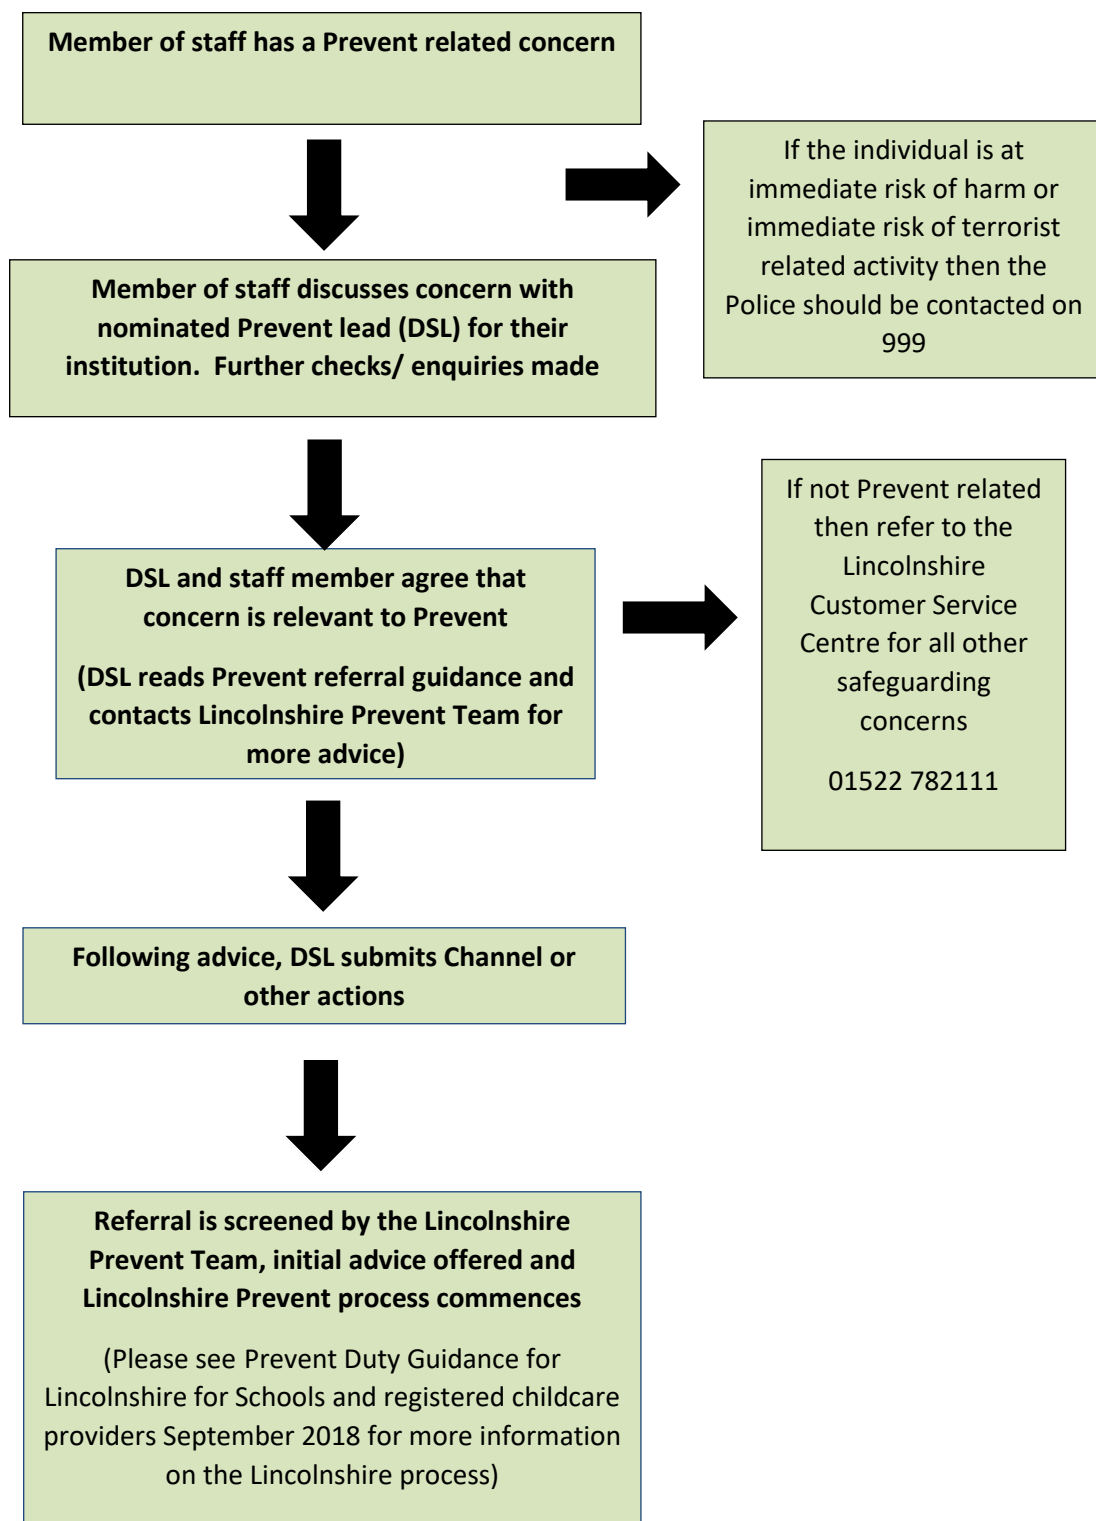 Member of staff has a Prevent related concern
If the individual is at
immediate risk of harm or
immediate risk of terrorist
related activity then the
Police should be contacted on
999
Member of staff discusses concern with
nominated Prevent lead (DSL) for their
institution.  Further checks/ enquiries made
DSL and staff member agree that
concern is relevant to Prevent
(DSL reads Prevent referral guidance and
contacts Lincolnshire Prevent Team for
more advice)
If not Prevent related
then refer to the
Lincolnshire
Customer Service
Centre for all other
safeguarding
concerns
01522 782111
Following advice, DSL submits Channel or
other actions
Referral is screened by the Lincolnshire
Prevent Team, initial advice offered and
Lincolnshire Prevent process commences
(Please see Prevent Duty Guidance for
Lincolnshire for Schools and registered childcare
providers September 2018 for more information
on the Lincolnshire process)